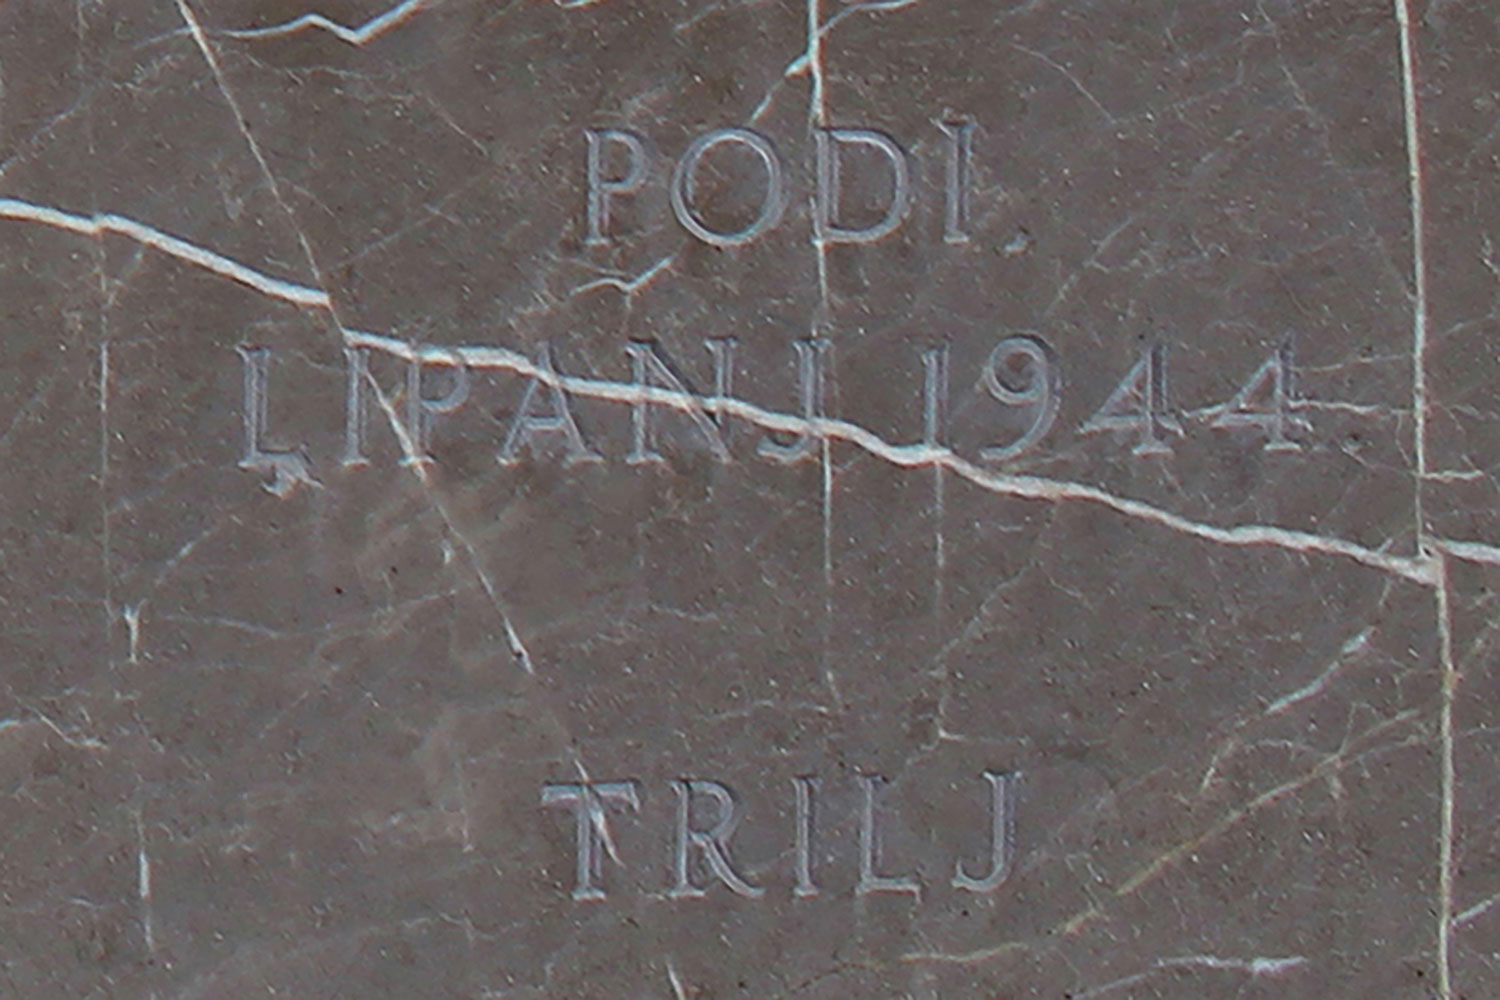 PODI,
LIPANJ 1944.
TRILJ